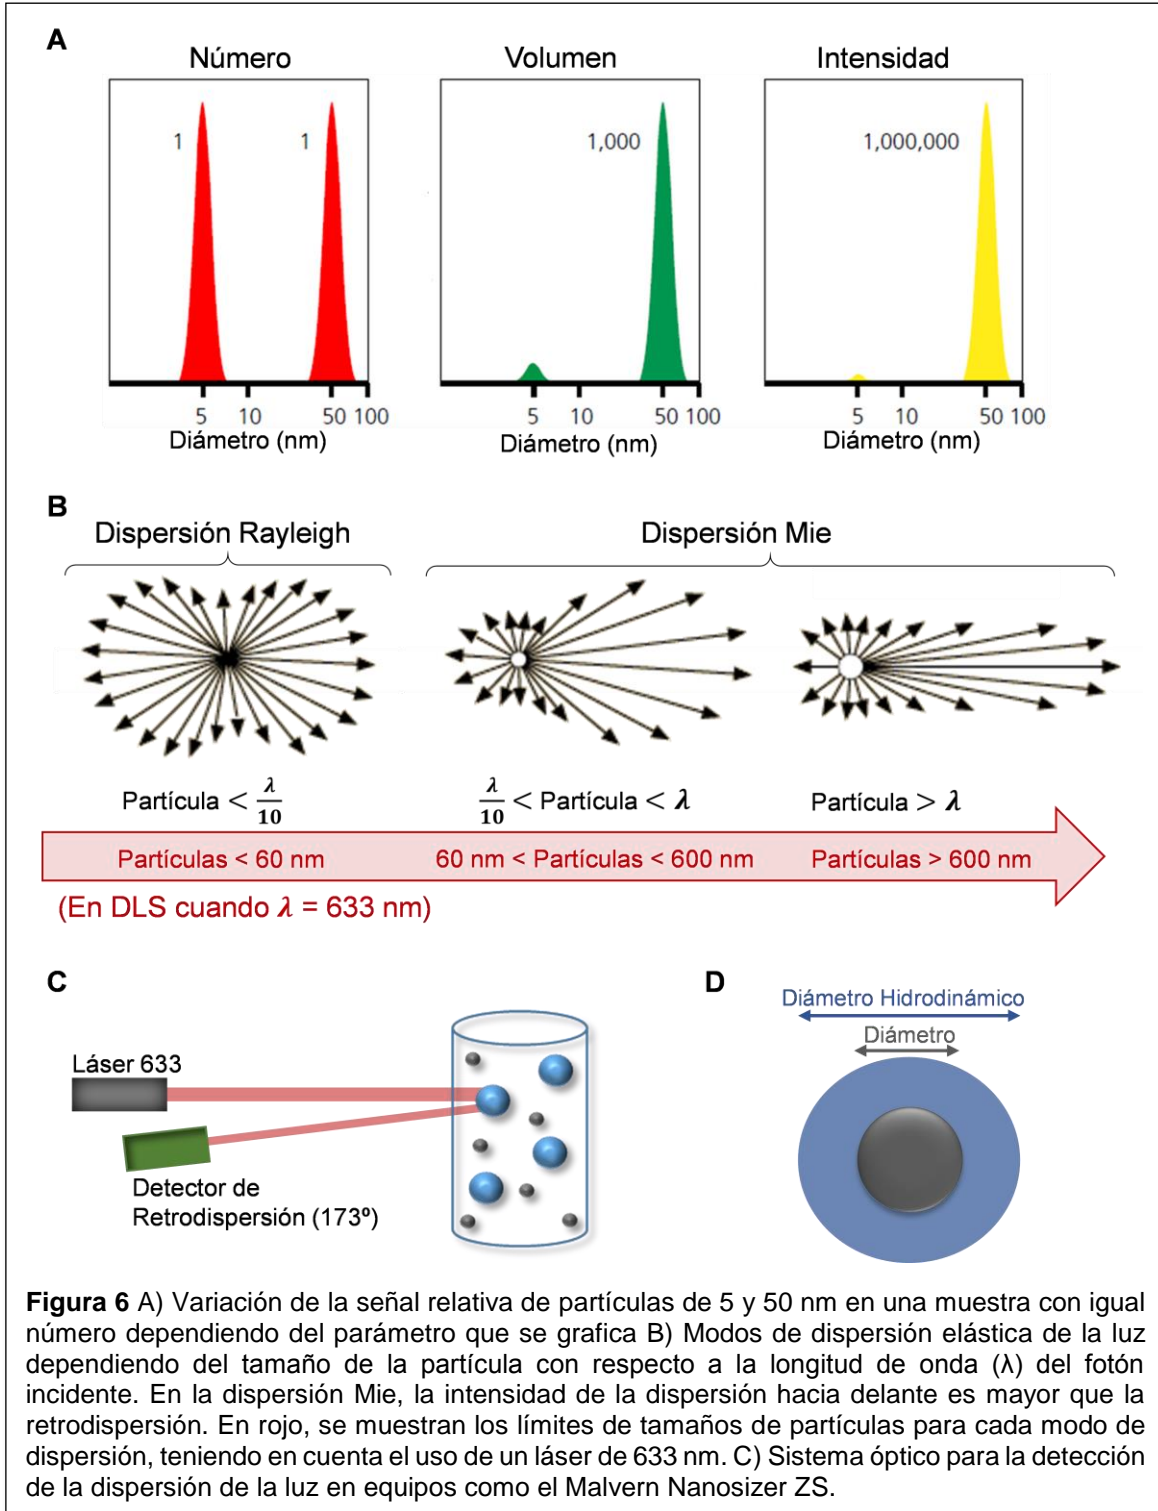 A
Número
Volumen
Intensidad
1
1
1,000
1,000,000
5 10 50 100
5 10 50 100
5 10 50 100
Diámetro (nm)
Diámetro (nm)
Diámetro (nm)
B
Dispersión Rayleigh
Dispersión Mie
Partícula < λ/10
λ/10 < Partícula < λ
Partícula > λ
Partículas < 60 nm
60 nm < Partículas < 600 nm
Partículas > 600 nm
(En DLS cuando λ = 633 nm)
C
Láser 633
Detector de
Retrodispersión (173º)
D
Diámetro Hidrodinámico
Diámetro
Figura 6 A) Variación de la señal relativa de partículas de 5 y 50 nm en una muestra con igual
número dependiendo del parámetro que se grafica B) Modos de dispersión elástica de la luz
dependiendo del tamaño de la partícula con respecto a la longitud de onda (λ) del fotón
incidente. En la dispersión Mie, la intensidad de la dispersión hacia delante es mayor que la
retrodispersión. En rojo, se muestran los límites de tamaños de partículas para cada modo de
dispersión, teniendo en cuenta el uso de un láser de 633 nm. C) Sistema óptico para la detección
de la dispersión de la luz en equipos como el Malvern Nanosizer ZS.